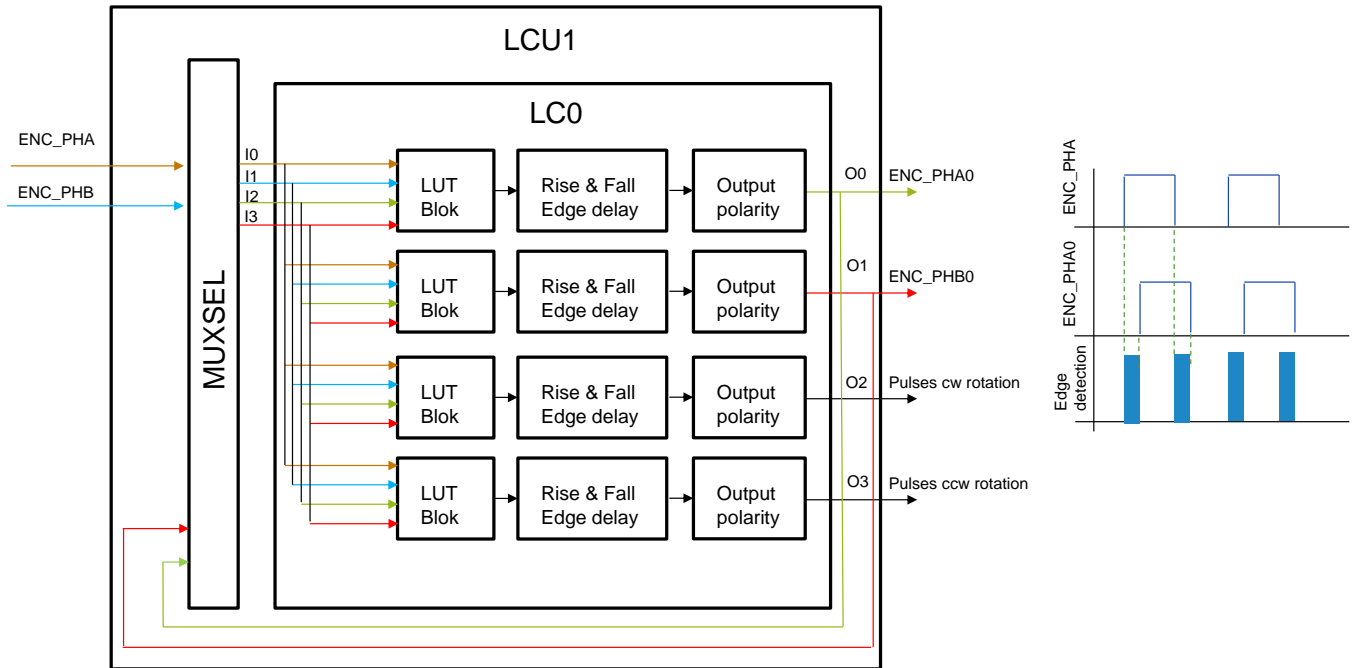 LCU1
LC0
MUXSEL
ENC_PHA
ENC_PHB
I0
I1
I2
I3
LUT
Blok
Rise & Fall
Edge delay
Output
polarity
O0
ENC_PHA0
LUT
Blok
Rise & Fall
Edge delay
Output
polarity
O1
ENC_PHB0
LUT
Blok
Rise & Fall
Edge delay
Output
polarity
O2
Pulses cw rotation
LUT
Blok
Rise & Fall
Edge delay
Output
polarity
O3
Pulses ccw rotation
ENC_PHA
ENC_PHA0
Edge
detection